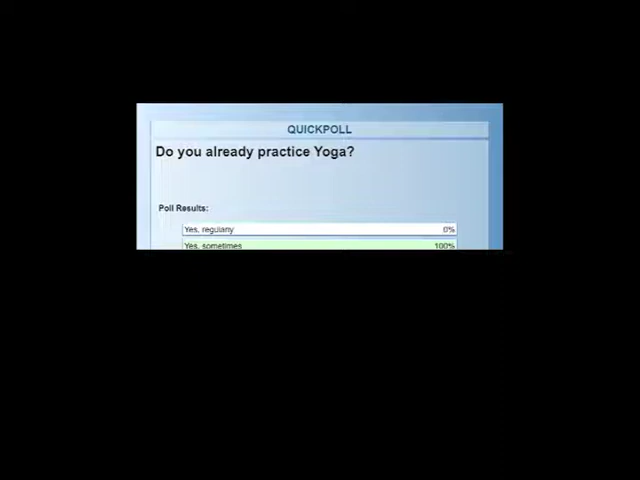 QUICKPOLL
Do you already practice Yoga?
Poll Results:
Yes, regularly 0%
Yes, sometimes 100%